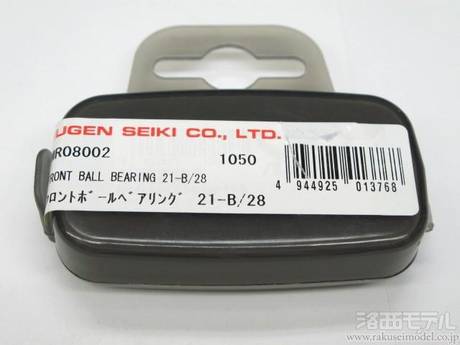 UGEN SEIKI CO., LTD.
R08002
1050
RONT BALL BEARING 21-B/28
ロントボールベアリング 21-B/28
4 944925 013768
洛西モデル
http://www.rakuseimodel.co.jp